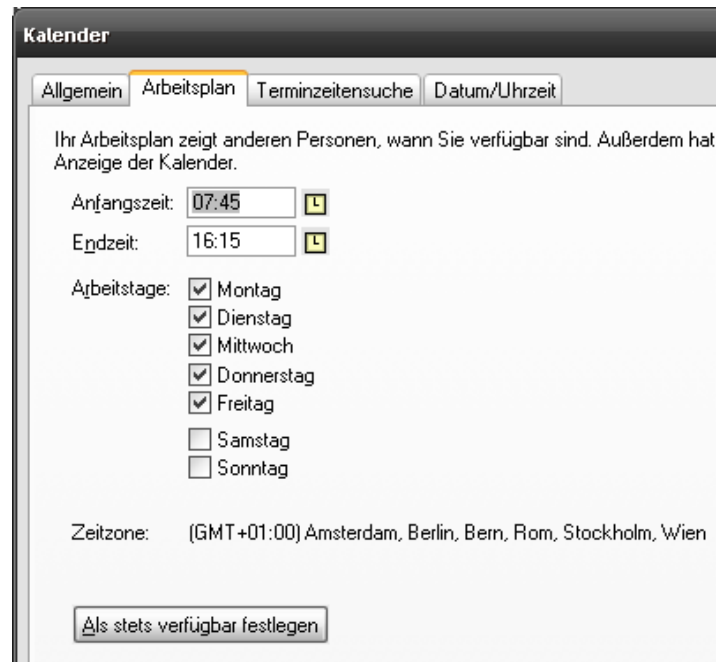 Kalender
Allgemein Arbeitsplan Terminzeitensuche Datum/Uhrzeit
Ihr Arbeitsplan zeigt anderen Personen, wann Sie verfügbar sind. Außerdem hat
Anzeige der Kalender.
Anfangszeit: 07:45
Endzeit: 16:15
Arbeitstage: Montag
Dienstag
Mittwoch
Donnerstag
Freitag
Samstag
Sonntag
Zeitzone: (GMT+01:00) Amsterdam, Berlin, Bern, Rom, Stockholm, Wien
Als stets verfügbar festlegen